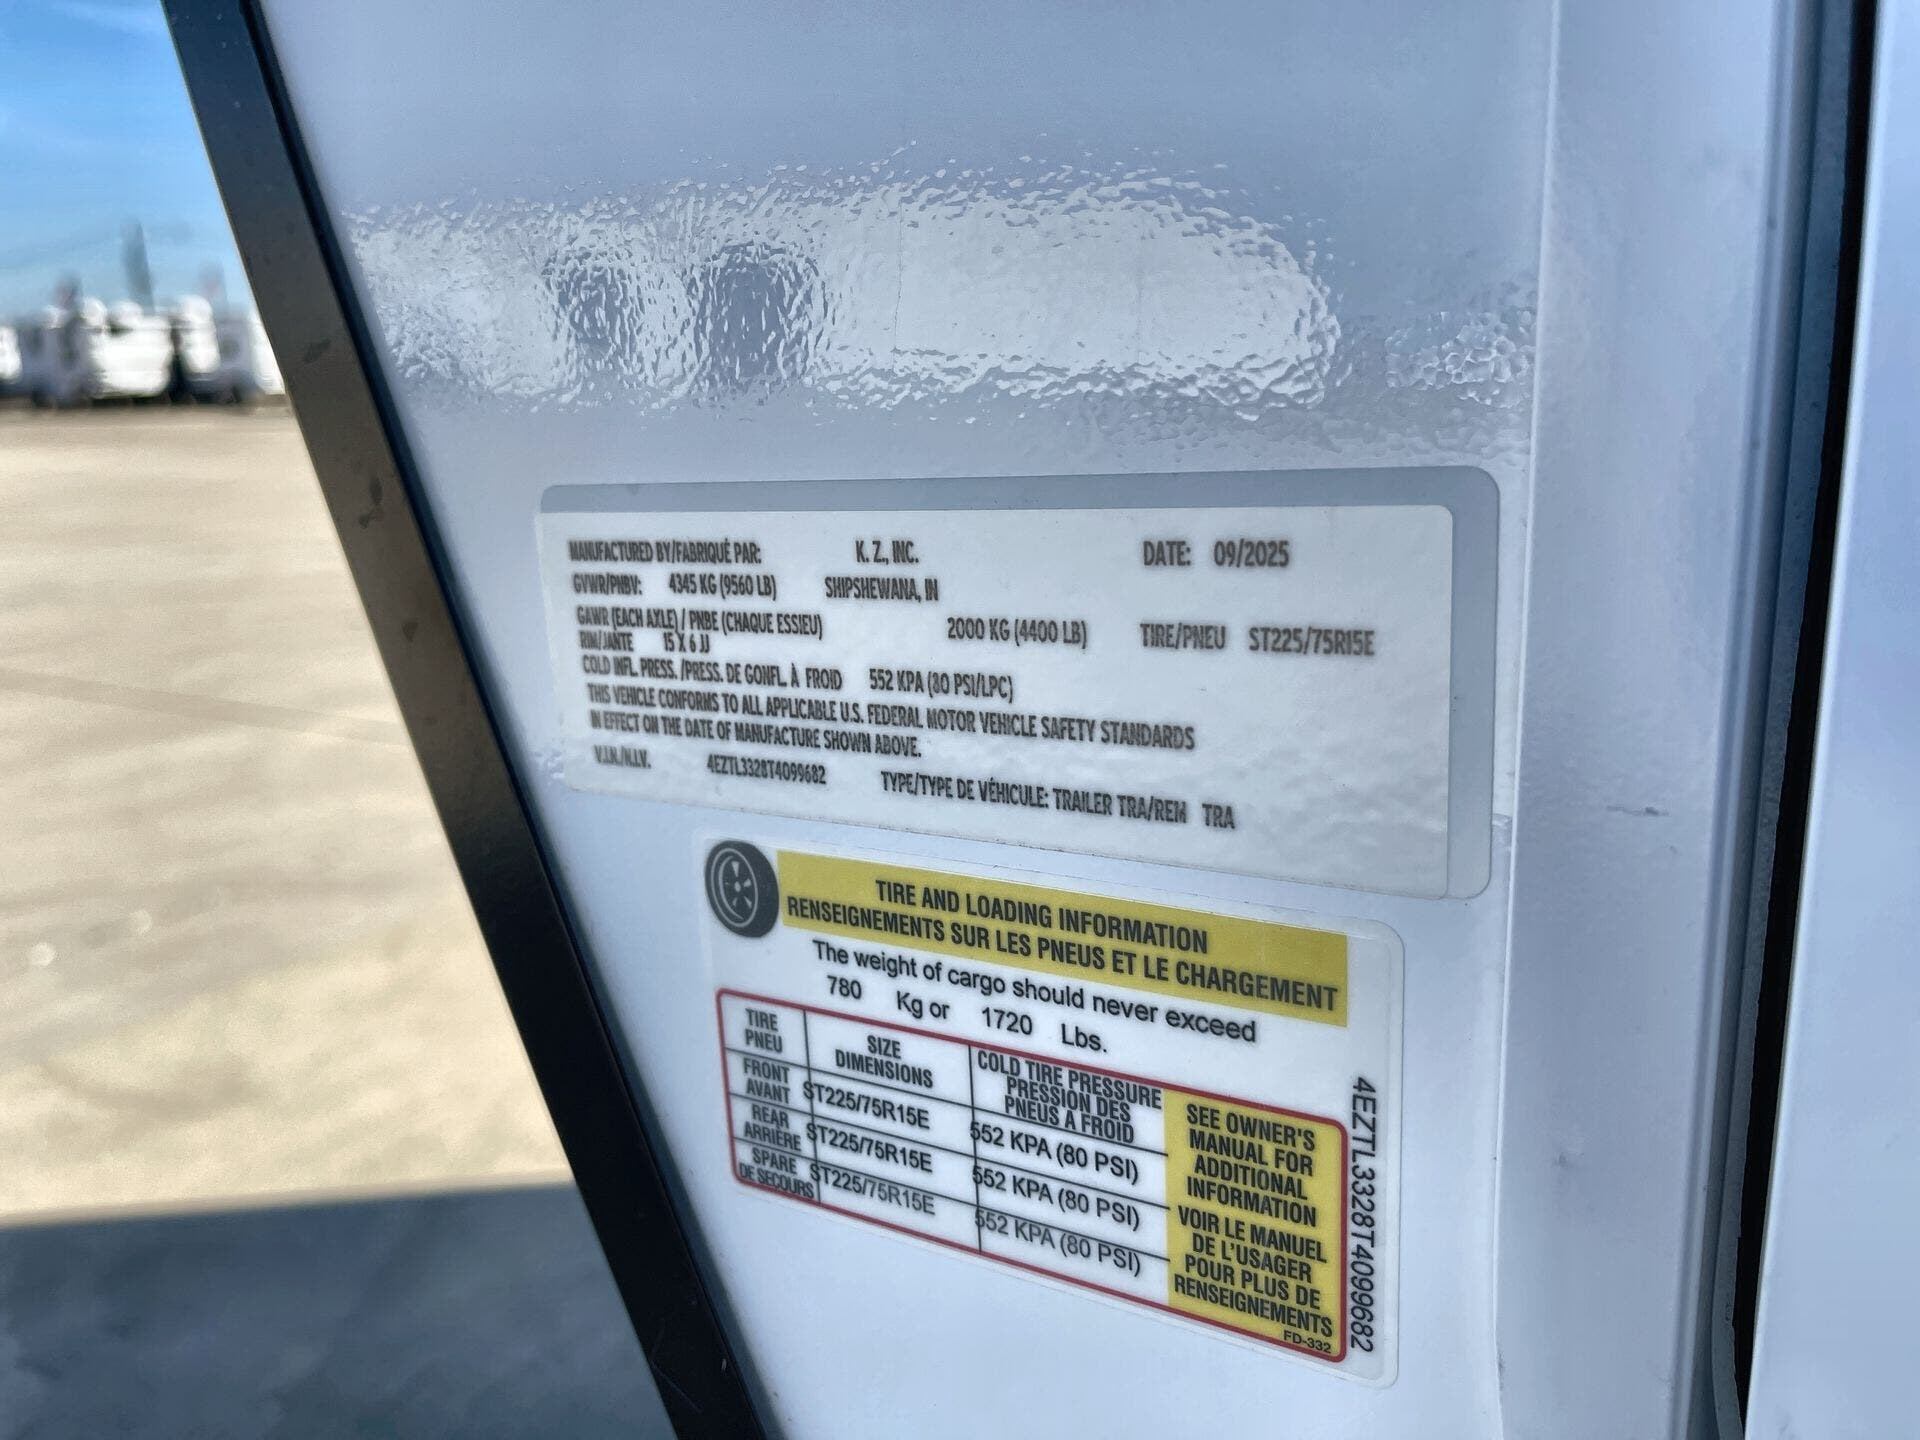 MANUFACTURED BY/FABRIQUÉ PAR: K. Z., INC. DATE: 09/2025
GVWR/PNBV: 4345 KG (9560 LB) SHIPSHEWANA, IN
GAWR (EACH AXLE) / PNBE (CHAQUE ESSIEU) 2000 KG (4400 LB) TIRE/PNEU ST225/75R15E
RIM/JANTE 15 X 6 JJ
COLD INFL. PRESS. /PRESS. DE GONFL. À FROID 552 KPA (80 PSI/LPC)
THIS VEHICLE CONFORMS TO ALL APPLICABLE U.S. FEDERAL MOTOR VEHICLE SAFETY STANDARDS
IN EFFECT ON THE DATE OF MANUFACTURE SHOWN ABOVE.
V.I.N./N.I.V. 4EZTL3328T4099682 TYPE/TYPE DE VÉHICULE: TRAILER TRA/REM TRA
TIRE AND LOADING INFORMATION
RENSEIGNEMENTS SUR LES PNEUS ET LE CHARGEMENT
The weight of cargo should never exceed
780 Kg or 1720 Lbs.
TIRE
PNEU
SIZE
DIMENSIONS
COLD TIRE PRESSURE
PRESSION DES
PNEUS A FROID
FRONT
AVANT
ST225/75R15E
552 KPA (80 PSI)
REAR
ARRIÈRE
ST225/75R15E
552 KPA (80 PSI)
SPARE
DE SECOURS
ST225/75R15E
552 KPA (80 PSI)
SEE OWNER'S
MANUAL FOR
ADDITIONAL
INFORMATION
VOIR LE MANUEL
DE L'USAGER
POUR PLUS DE
RENSEIGNEMENTS
FD-332
4EZTL3328T4099682